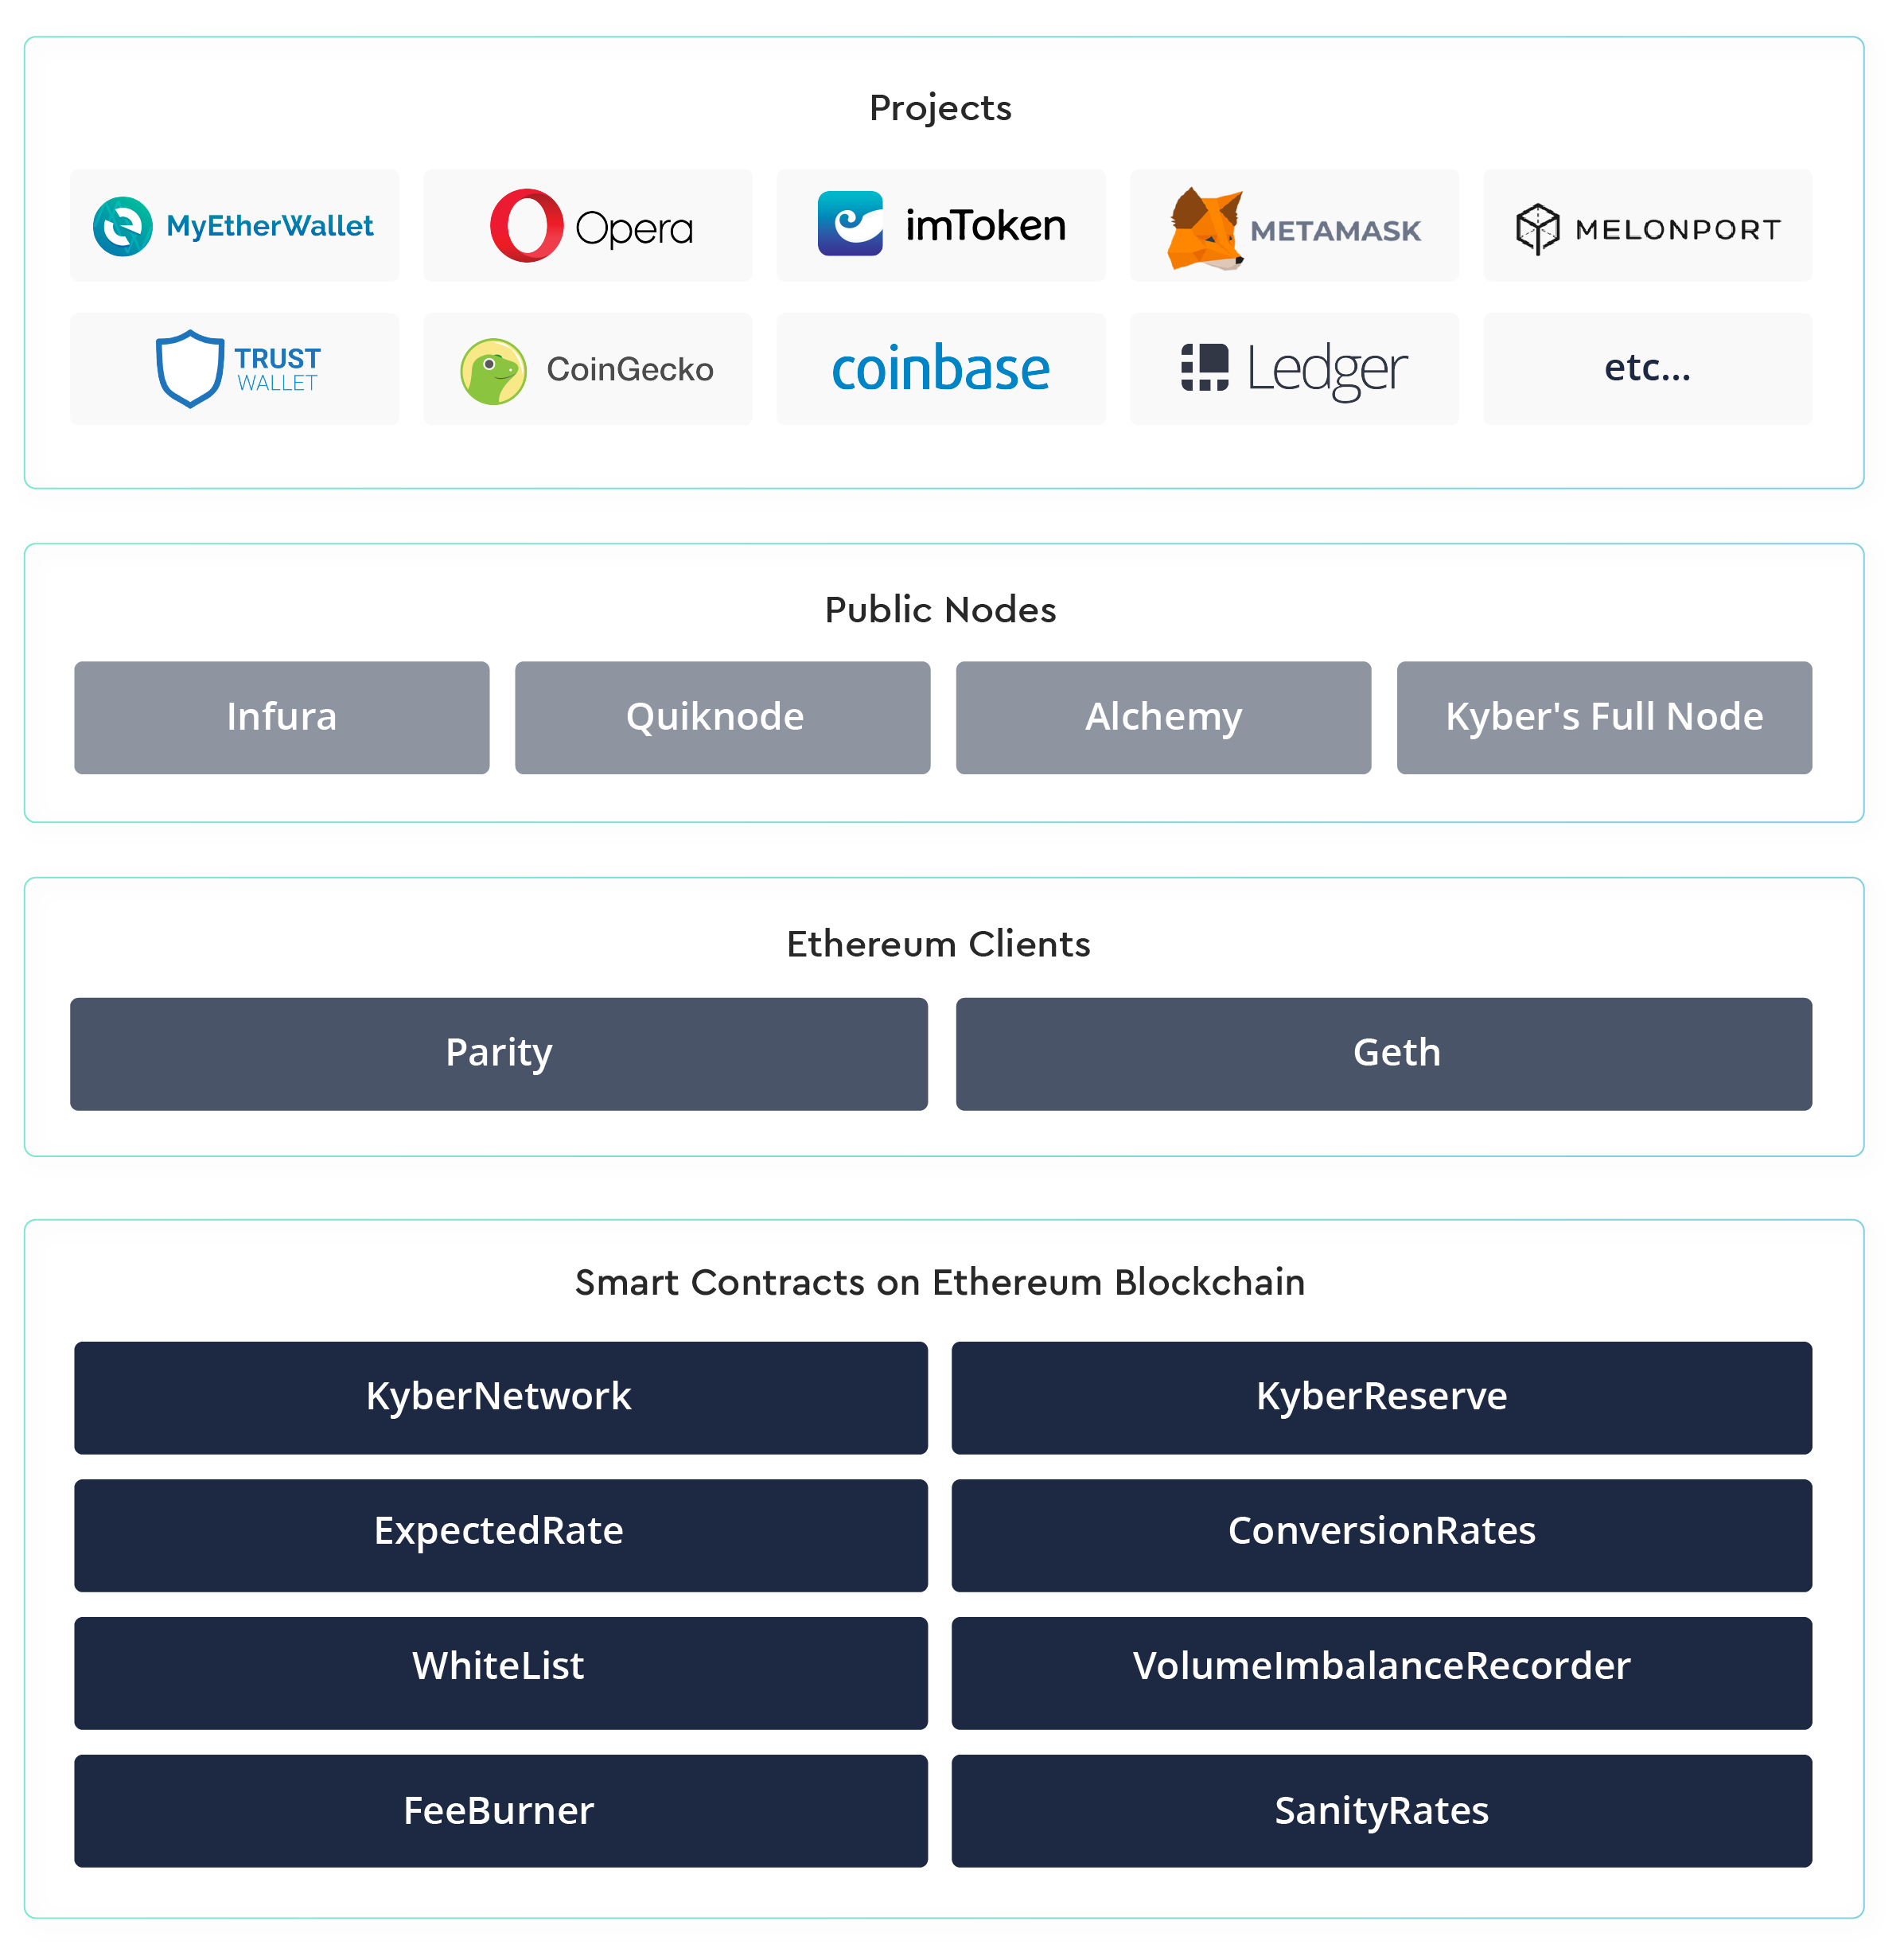 Projects
MyEtherWallet
Opera
imToken
METAMASK
MELONPORT
TRUST
WALLET
CoinGecko
coinbase
Ledger
etc...
Public Nodes
Infura
Quiknode
Alchemy
Kyber's Full Node
Ethereum Clients
Parity
Geth
Smart Contracts on Ethereum Blockchain
KyberNetwork
KyberReserve
ExpectedRate
ConversionRates
WhiteList
VolumeImbalanceRecorder
FeeBurner
SanityRates